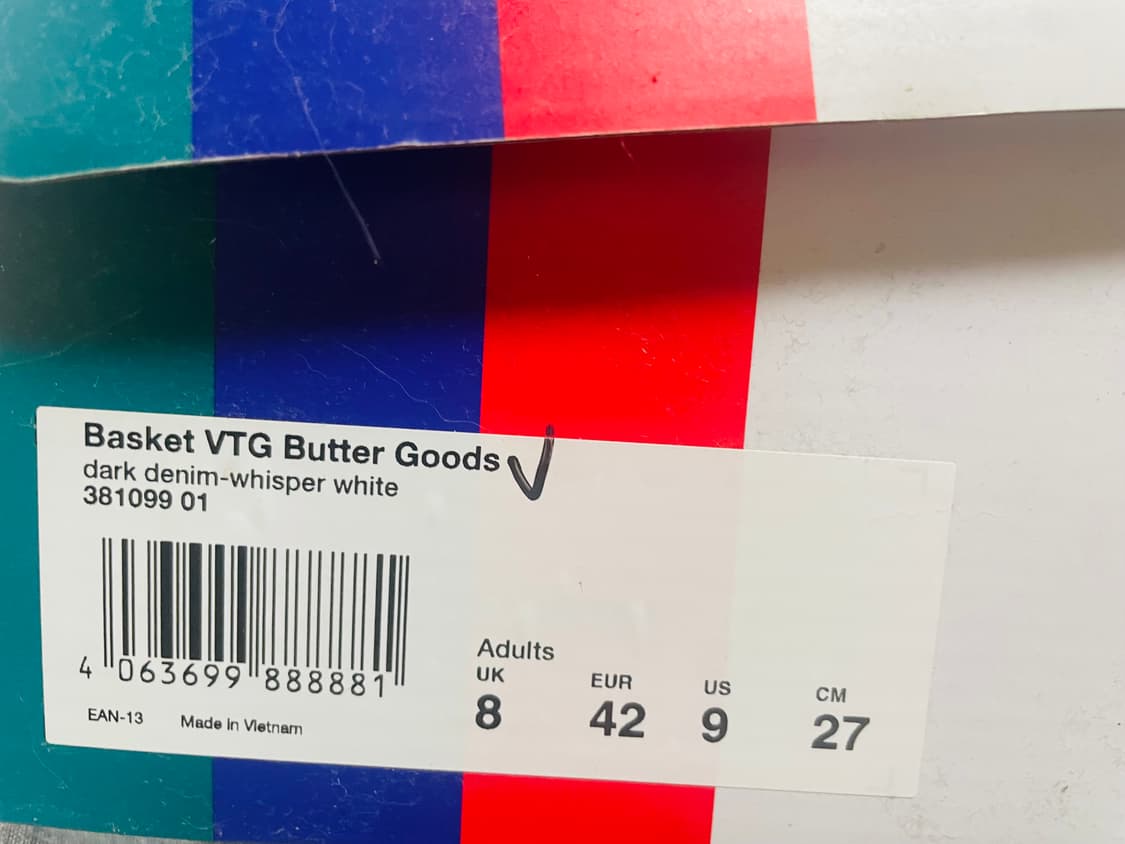 Basket VTG Butter Goods
dark denim-whisper white
381099 01
4 063699 888881
EAN-13 Made in Vietnam
Adults
UK EUR US CM
8 42 9 27